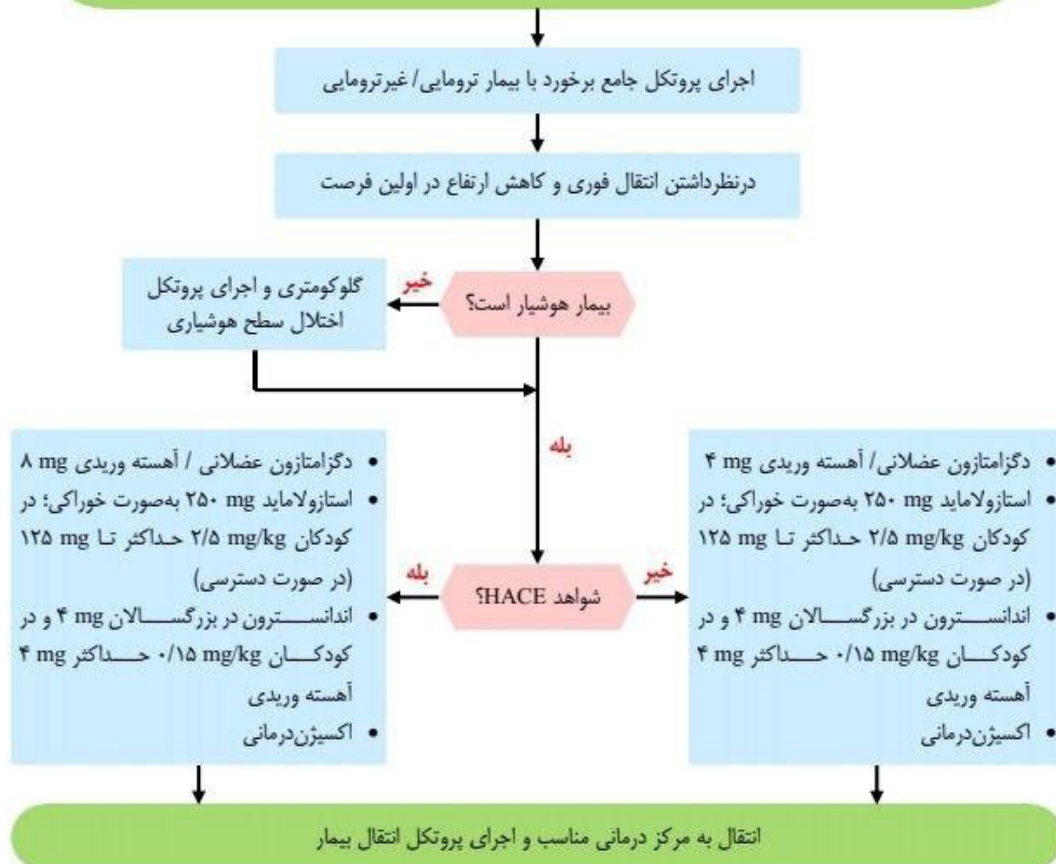 اجرای پروتکل جامع برخورد با بیمار ترومایی/ غیرترومایی
درنظرداشتن انتقال فوری و کاهش ارتفاع در اولین فرصت
بیمار هوشیار است؟
خیر
گلوکومتری و اجرای پروتکل
اختلال سطح هوشیاری
بله
شواهد HACE؟
خیر
• دگزامتازون عضلانی/ آهسته وریدی ۴ mg
• استازولاماید ۲۵۰ mg به‌صورت خوراکی؛ در
کودکان ۲/۵ mg/kg حداکثر تا ۱۲۵ mg
(در صورت دسترسی)
• اندانسترون در بزرگسالان ۴ mg و در
کودکان ۰/۱۵ mg/kg حداکثر ۴ mg
آهسته وریدی
• اکسیژن‌درمانی
بله
• دگزامتازون عضلانی / آهسته وریدی ۸ mg
• استازولاماید ۲۵۰ mg به‌صورت خوراکی؛ در
کودکان ۲/۵ mg/kg حداکثر تا ۱۲۵ mg
(در صورت دسترسی)
• اندانسترون در بزرگسالان ۴ mg و در
کودکان ۰/۱۵ mg/kg حداکثر ۴ mg
آهسته وریدی
• اکسیژن‌درمانی
انتقال به مرکز درمانی مناسب و اجرای پروتکل انتقال بیمار